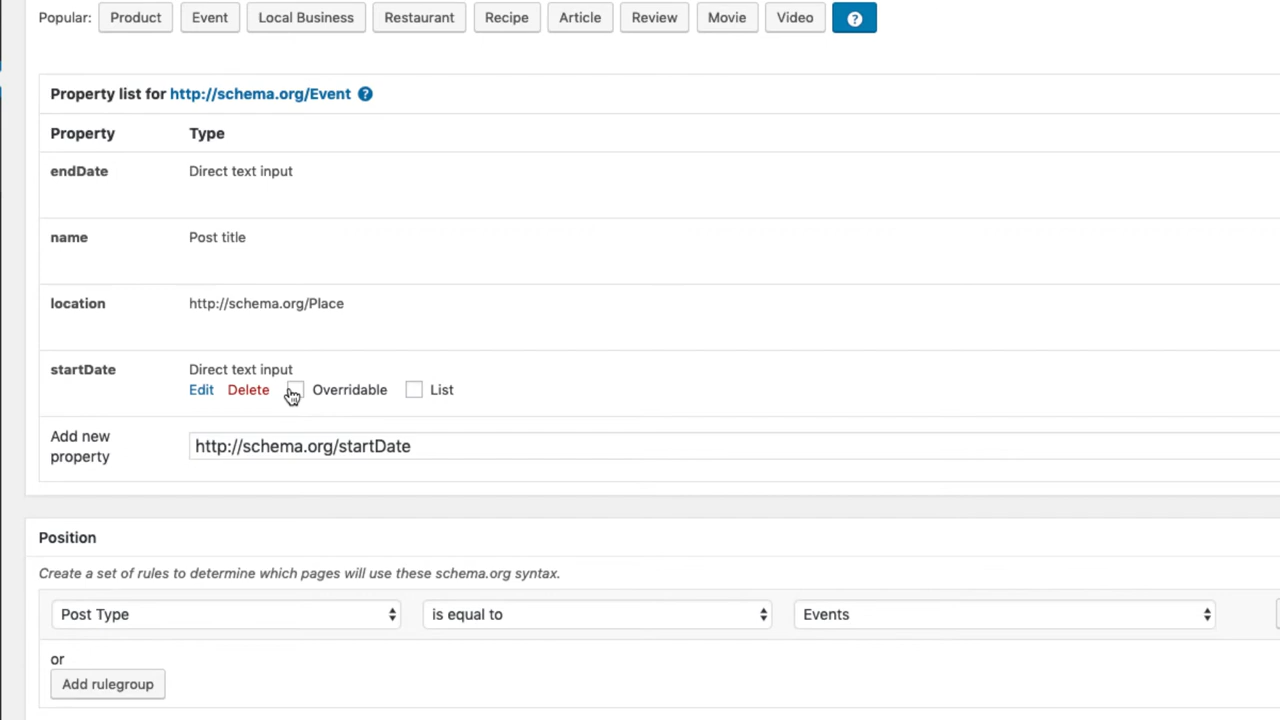 Popular: Product Event Local Business Restaurant Recipe Article Review Movie Video ?
Property list for http://schema.org/Event ?
Property Type
endDate Direct text input
name Post title
location http://schema.org/Place
startDate Direct text input
Edit Delete Overridable List
Add new
property
http://schema.org/startDate
Position
Create a set of rules to determine which pages will use these schema.org syntax.
Post Type is equal to Events
or
Add rulegroup